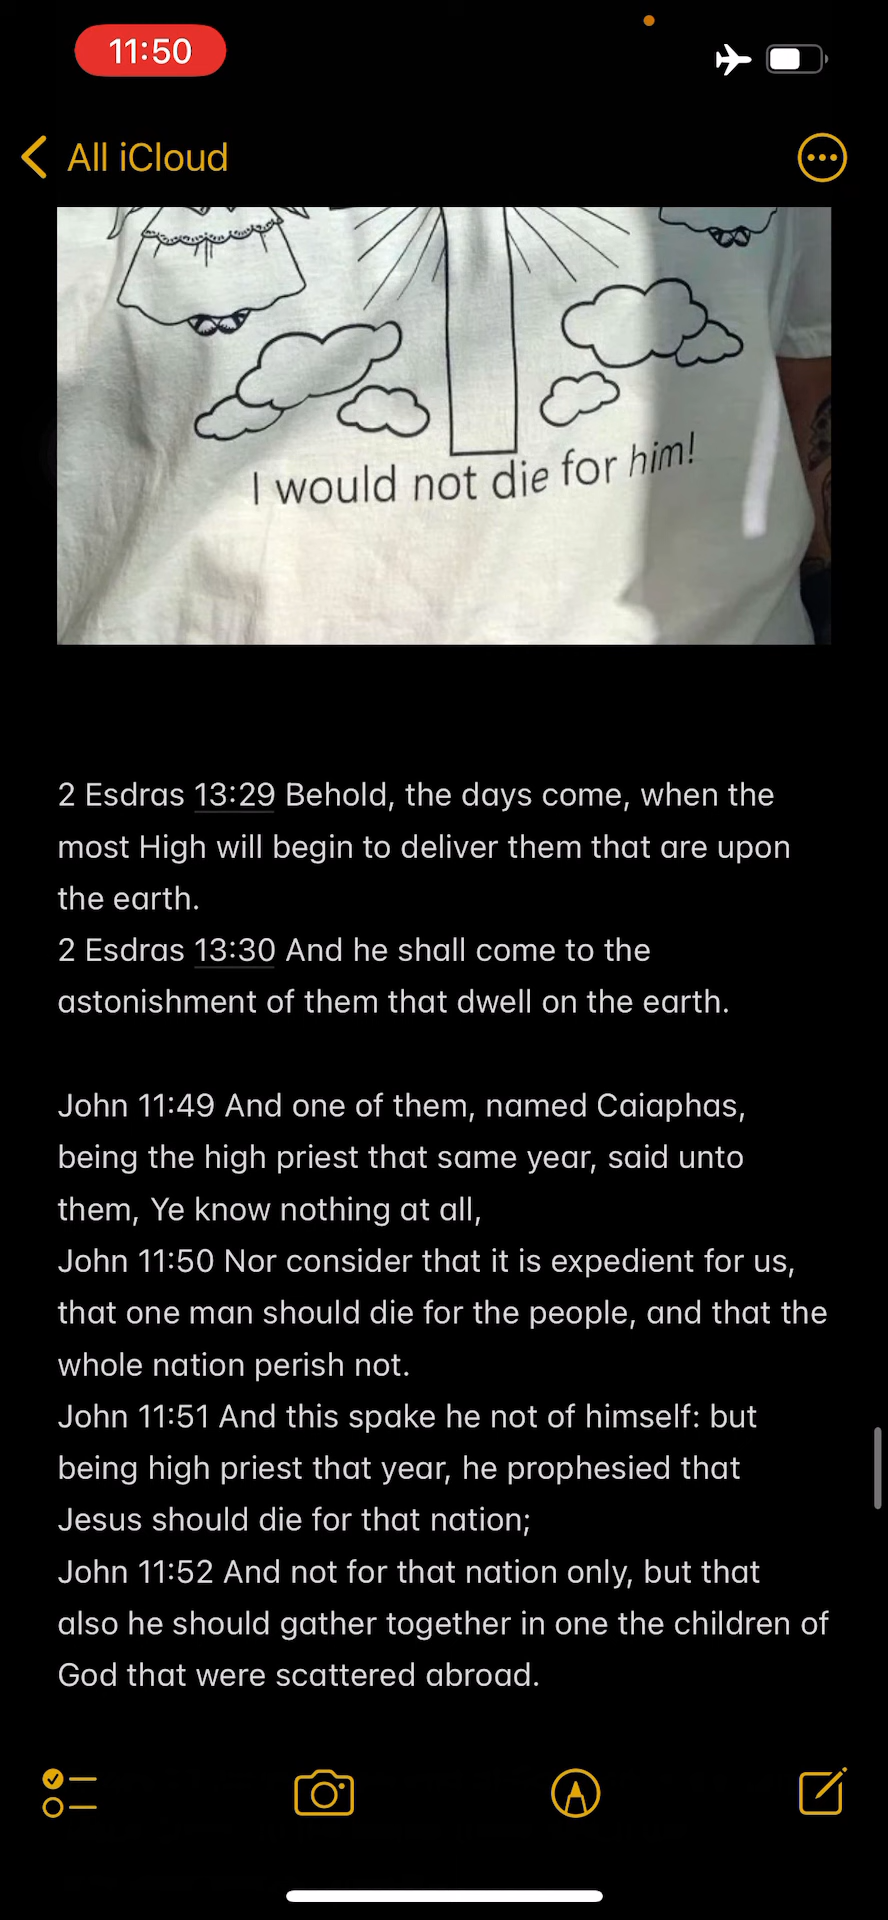 11:50
All iCloud
I would not die for him!
2 Esdras 13:29 Behold, the days come, when the
most High will begin to deliver them that are upon
the earth.
2 Esdras 13:30 And he shall come to the
astonishment of them that dwell on the earth.
John 11:49 And one of them, named Caiaphas,
being the high priest that same year, said unto
them, Ye know nothing at all,
John 11:50 Nor consider that it is expedient for us,
that one man should die for the people, and that the
whole nation perish not.
John 11:51 And this spake he not of himself: but
being high priest that year, he prophesied that
Jesus should die for that nation;
John 11:52 And not for that nation only, but that
also he should gather together in one the children of
God that were scattered abroad.